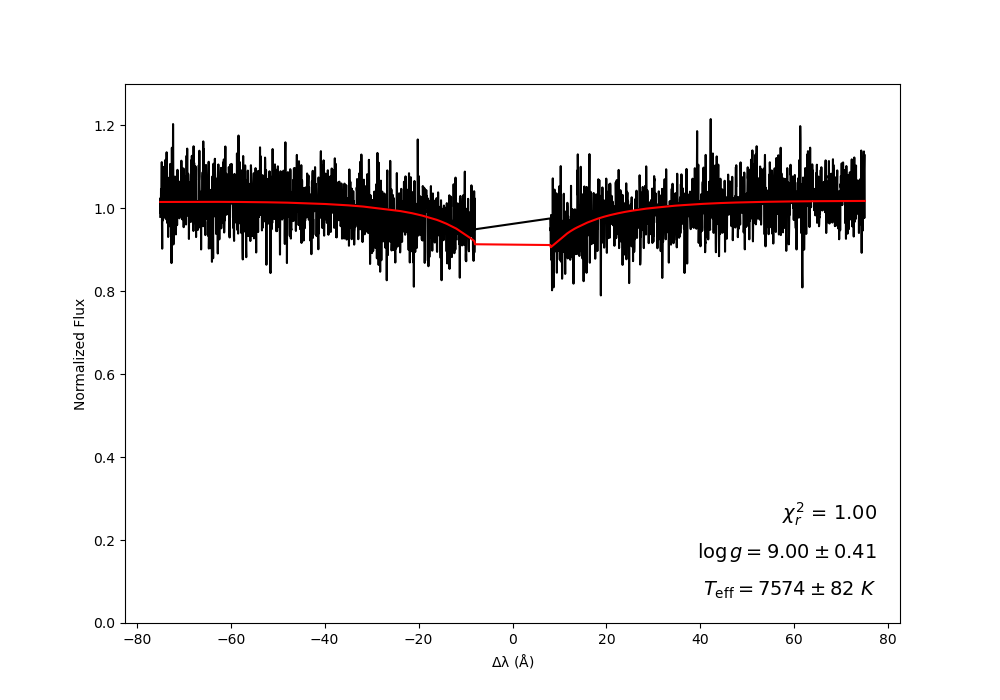 1.2
1.0
0.8
0.6
0.4
0.2
0.0
Normalized Flux
χ²ᵣ = 1.00
log g = 9.00 ± 0.41
T_eff = 7574 ± 82 K
−80 −60 −40 −20 0 20 40 60 80
Δλ (Å)